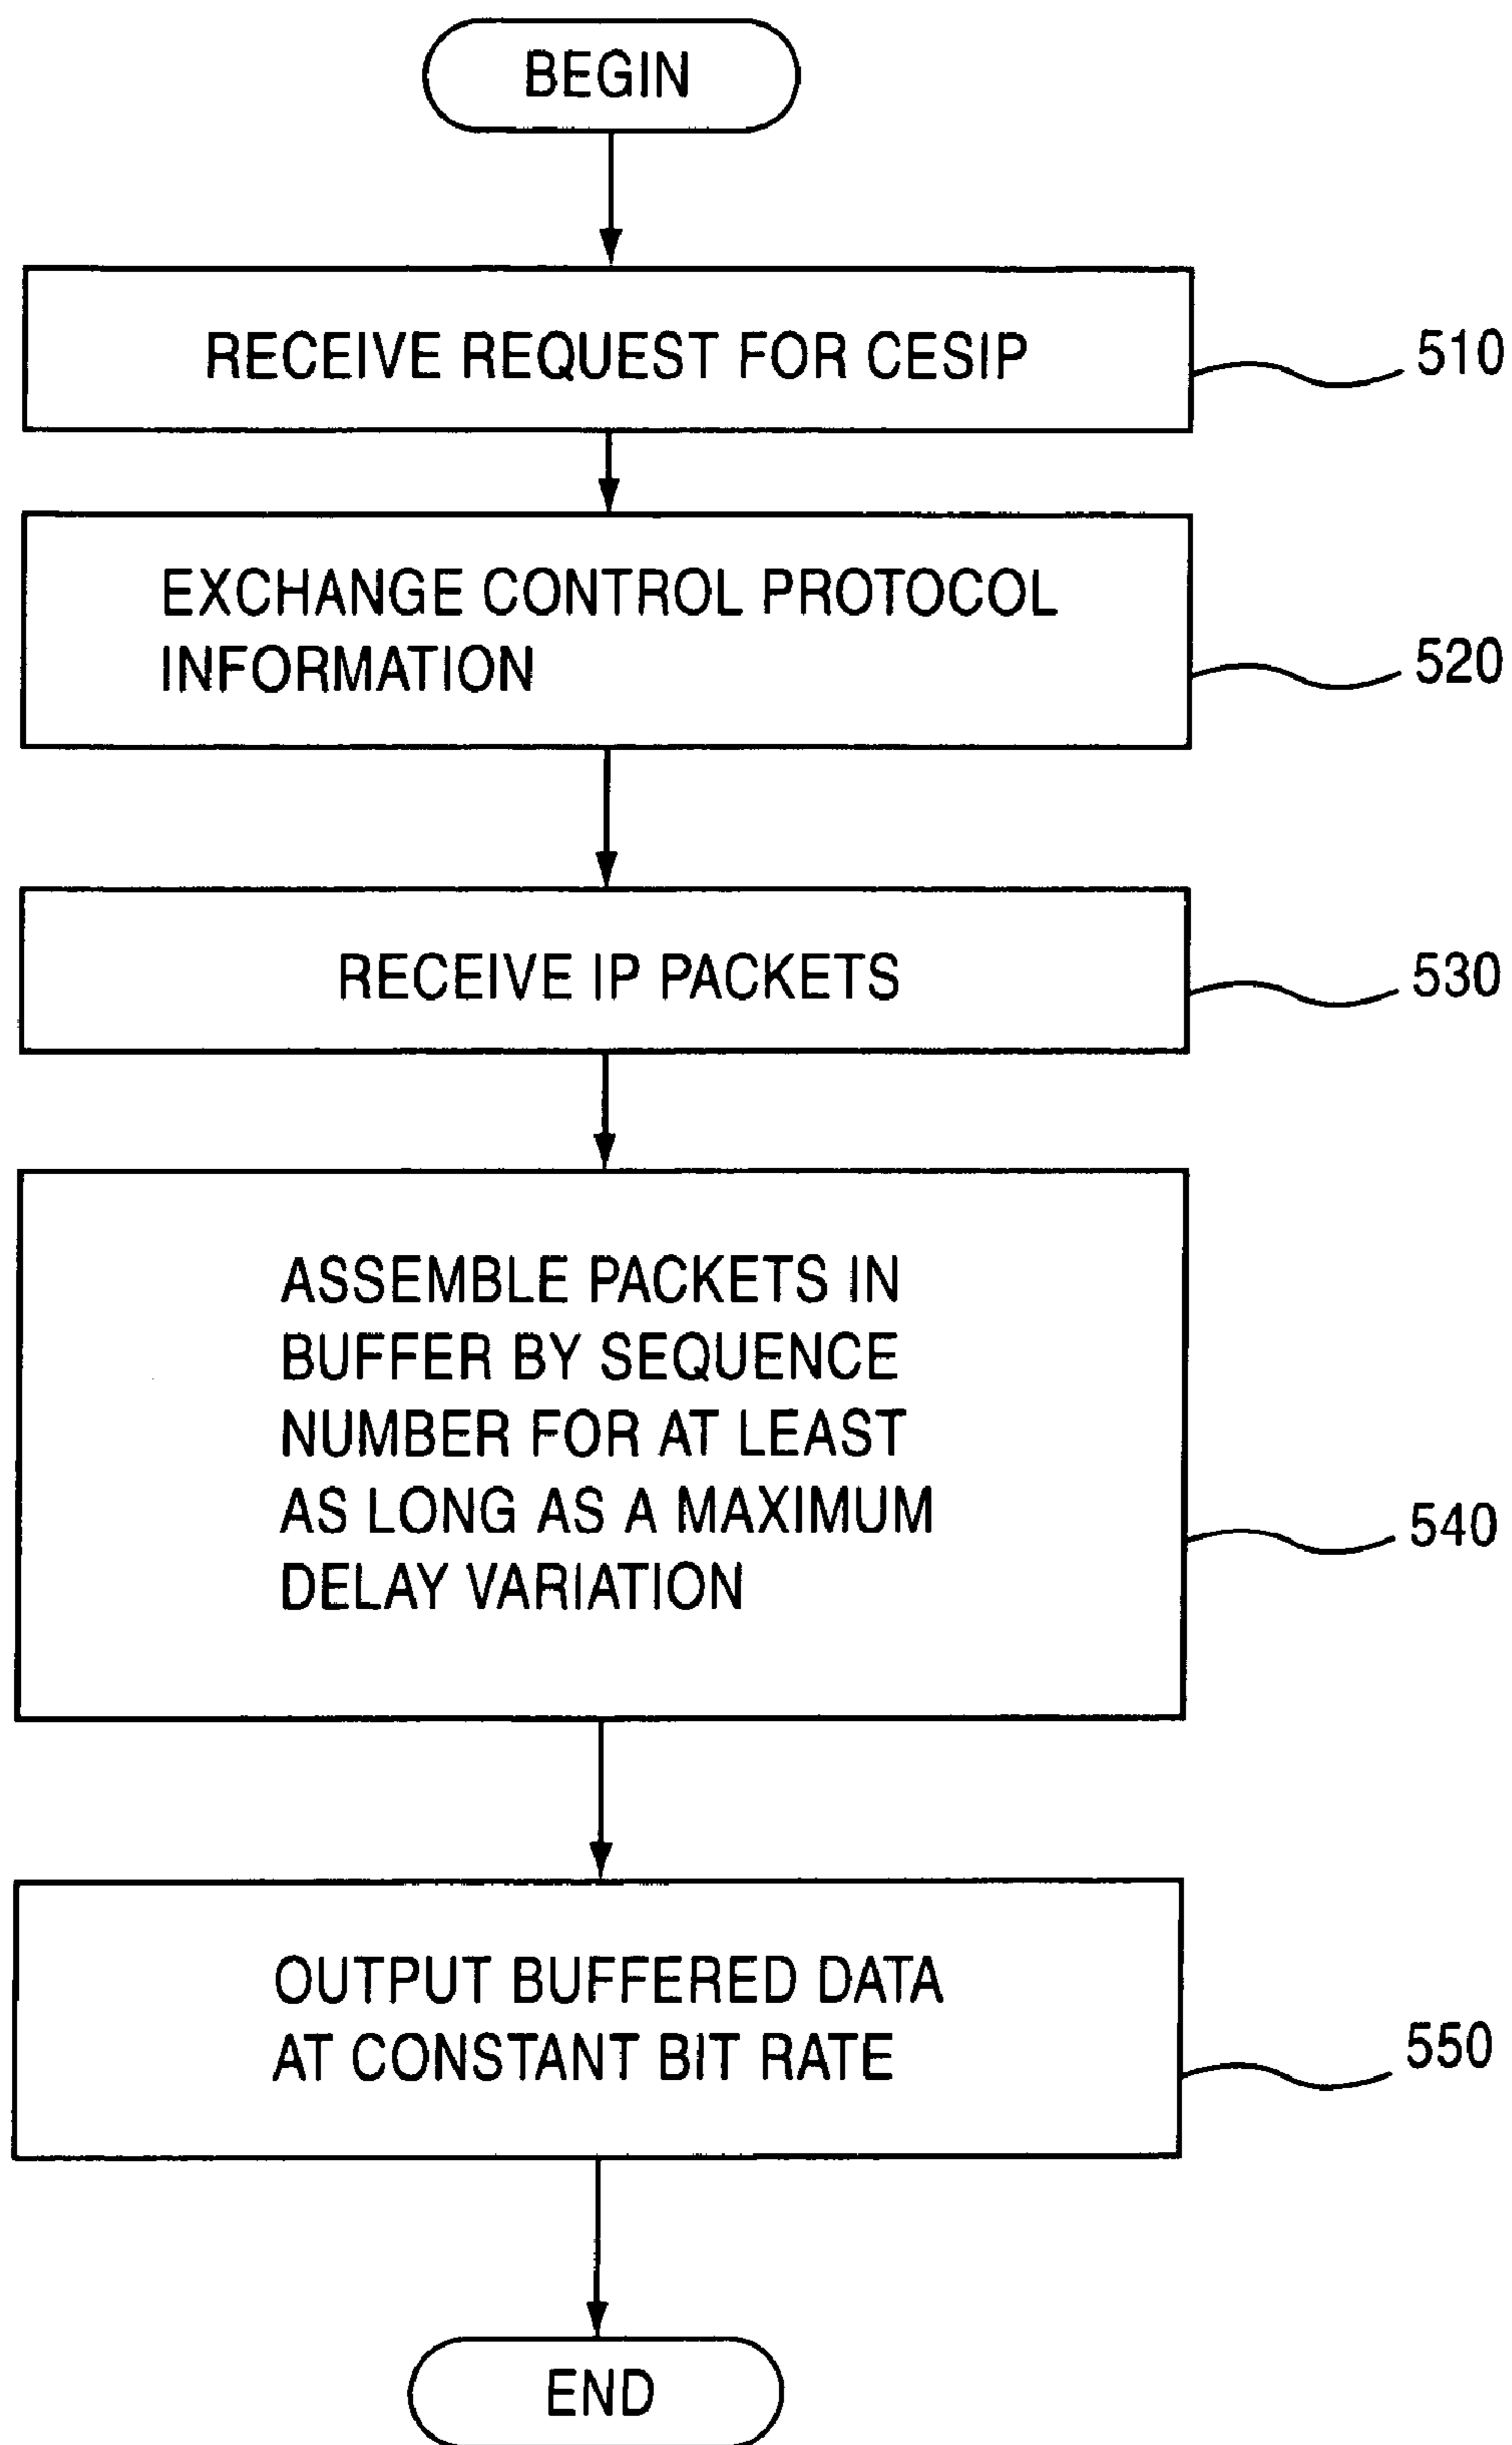 BEGIN
RECEIVE REQUEST FOR CESIP
510
EXCHANGE CONTROL PROTOCOL
INFORMATION
520
RECEIVE IP PACKETS
530
ASSEMBLE PACKETS IN
BUFFER BY SEQUENCE
NUMBER FOR AT LEAST
AS LONG AS A MAXIMUM
DELAY VARIATION
540
OUTPUT BUFFERED DATA
AT CONSTANT BIT RATE
550
END